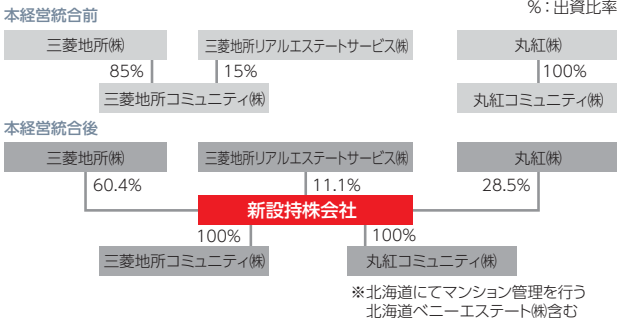 %：出資比率
本経営統合前
三菱地所㈱
三菱地所リアルエステートサービス㈱
丸紅㈱
85%
15%
100%
三菱地所コミュニティ㈱
丸紅コミュニティ㈱
本経営統合後
三菱地所㈱
三菱地所リアルエステートサービス㈱
丸紅㈱
60.4%
11.1%
28.5%
新設持株会社
100%
100%
三菱地所コミュニティ㈱
丸紅コミュニティ㈱
※北海道にてマンション管理を行う
北海道ベニーエステート㈱含む